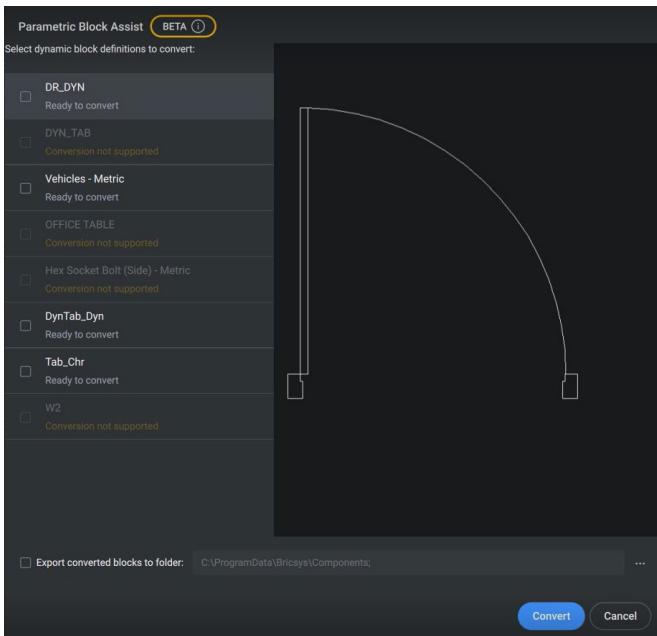 Parametric Block Assist BETA
Select dynamic block definitions to convert:
DR_DYN
Ready to convert
DYN_TAB
Conversion not supported
Vehicles - Metric
Ready to convert
OFFICE TABLE
Conversion not supported
Hex Socket Bolt (Side) - Metric
Conversion not supported
DynTab_Dyn
Ready to convert
Tab_Chr
Ready to convert
W2
Conversion not supported
Export converted blocks to folder: C:\ProgramData\Bricsys\Components;
...
Convert Cancel